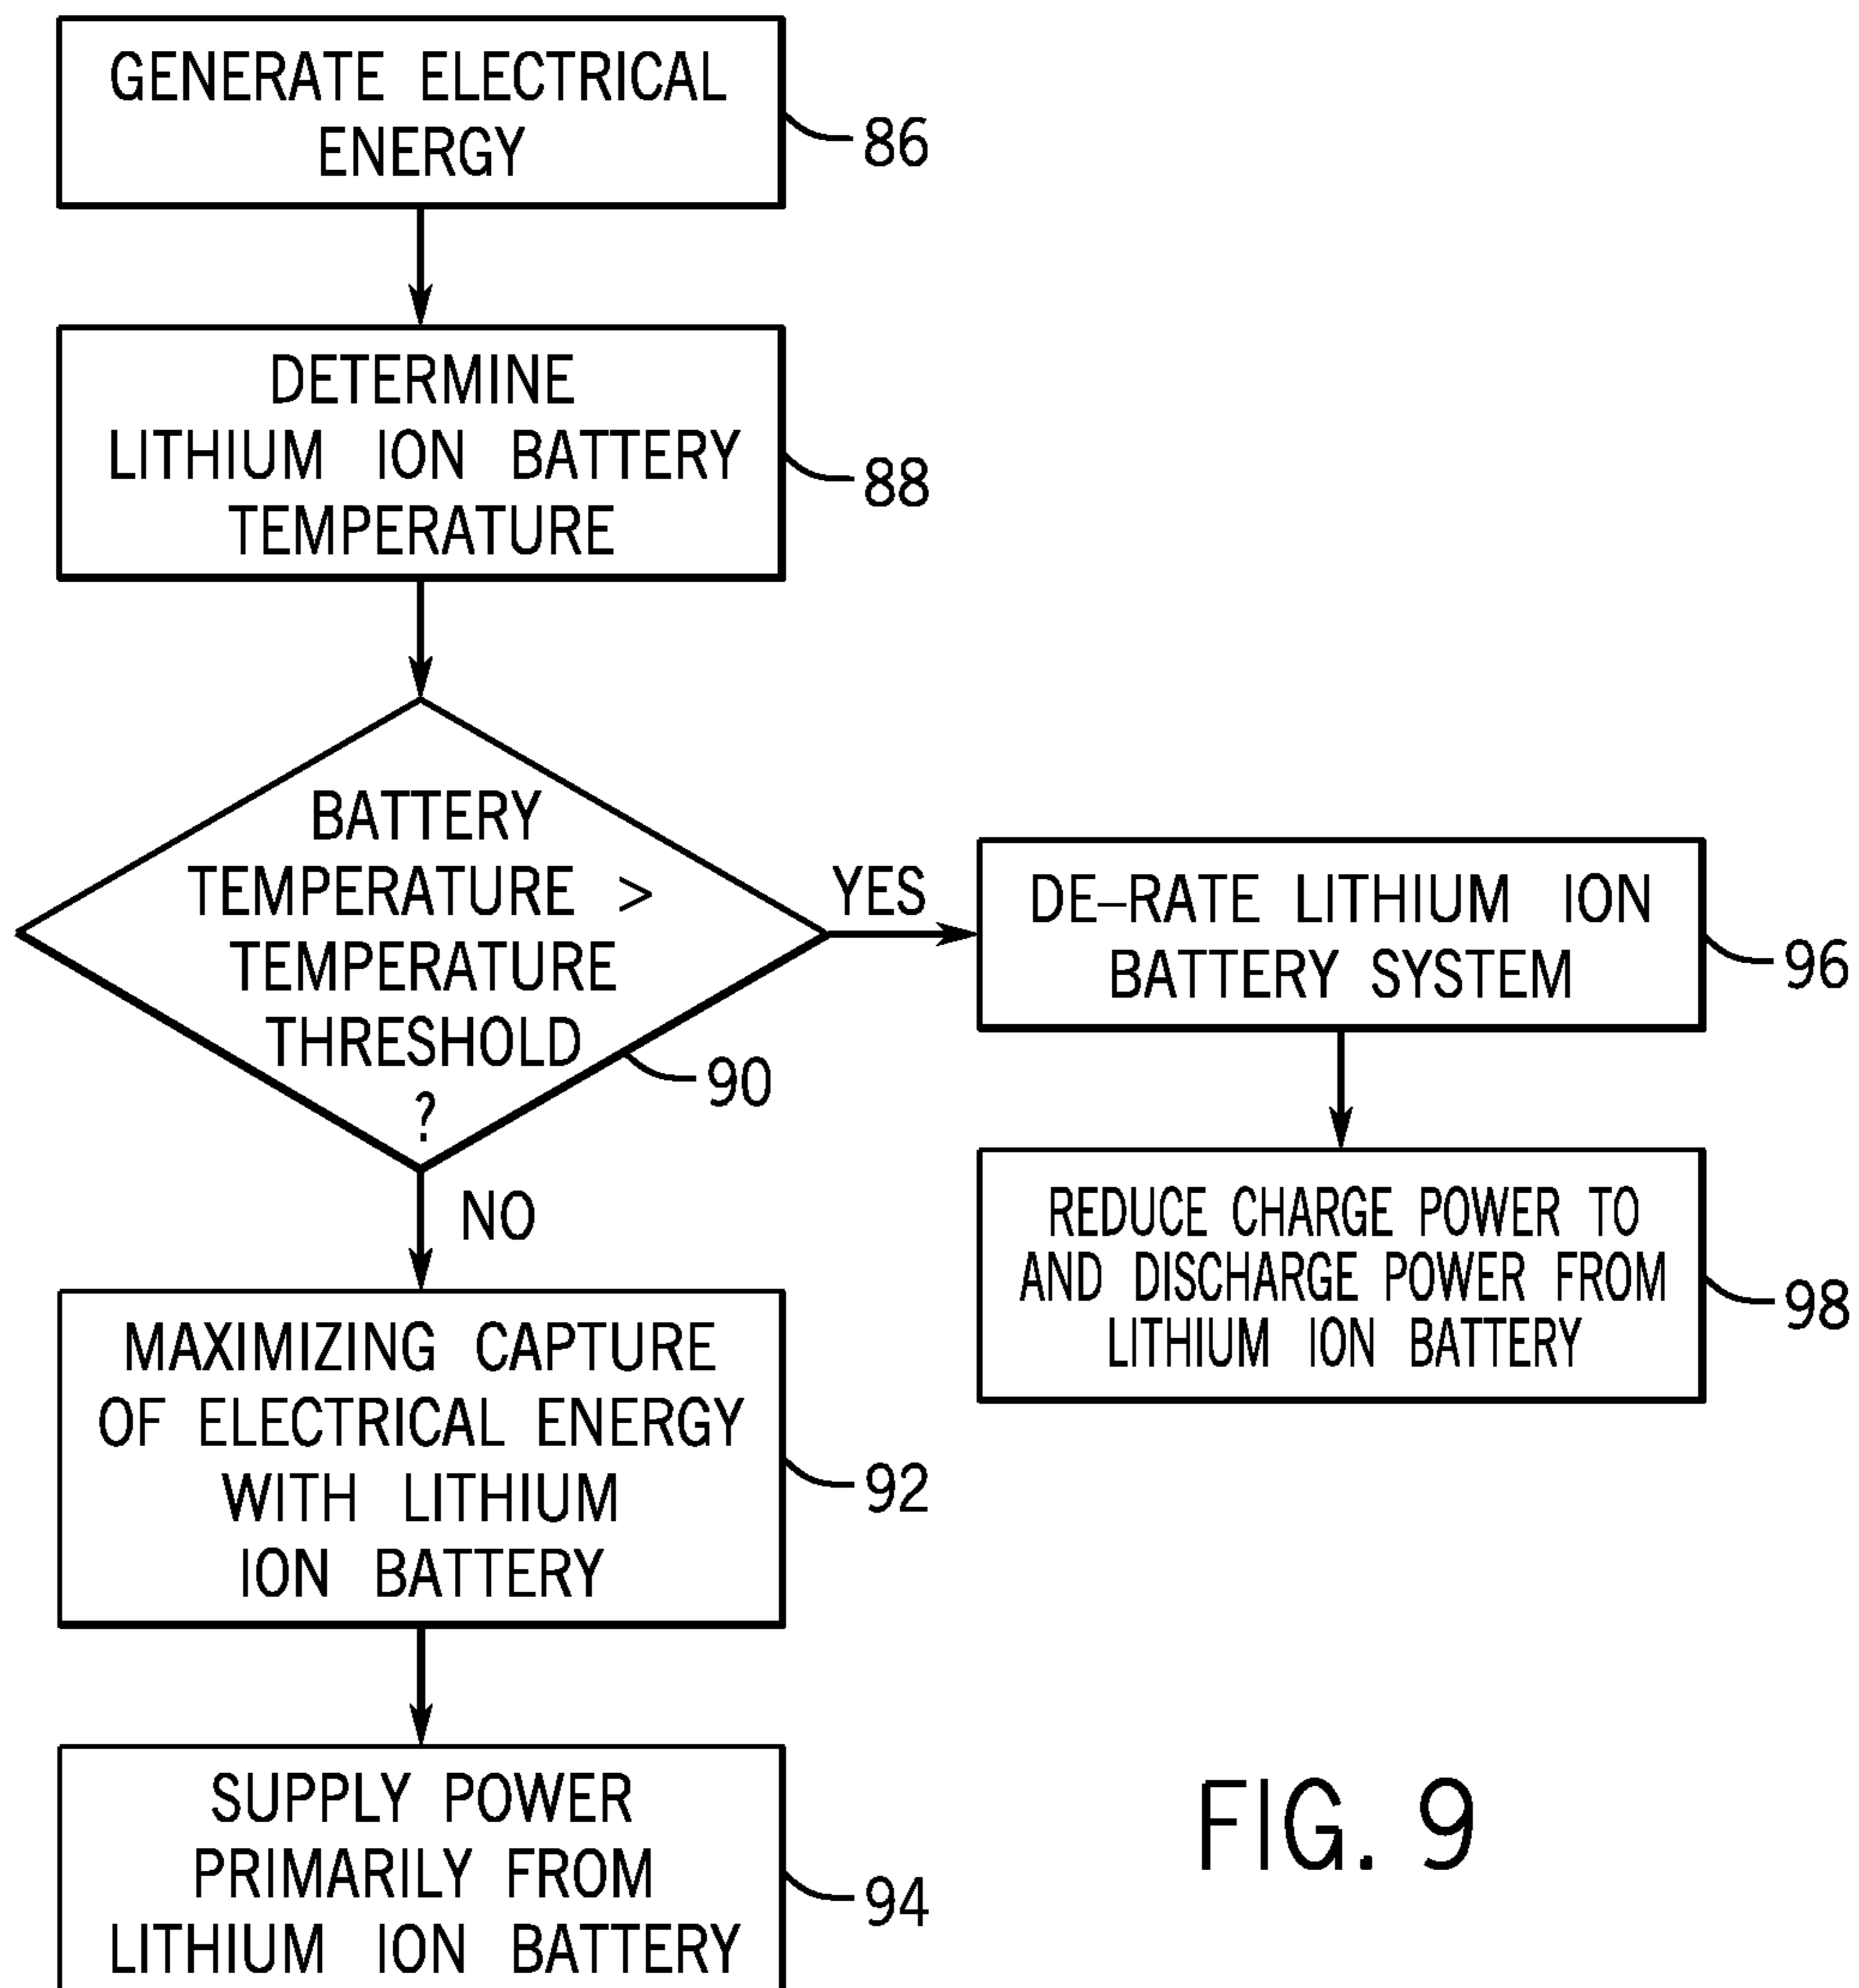 GENERATE ELECTRICAL
ENERGY
86
DETERMINE
LITHIUM ION BATTERY
TEMPERATURE
88
BATTERY
TEMPERATURE >
TEMPERATURE
THRESHOLD
?
90
YES
DE–RATE LITHIUM ION
BATTERY SYSTEM
96
REDUCE CHARGE POWER TO
AND DISCHARGE POWER FROM
LITHIUM ION BATTERY
98
NO
MAXIMIZING CAPTURE
OF ELECTRICAL ENERGY
WITH LITHIUM
ION BATTERY
92
SUPPLY POWER
PRIMARILY FROM
LITHIUM ION BATTERY
94
FIG. 9